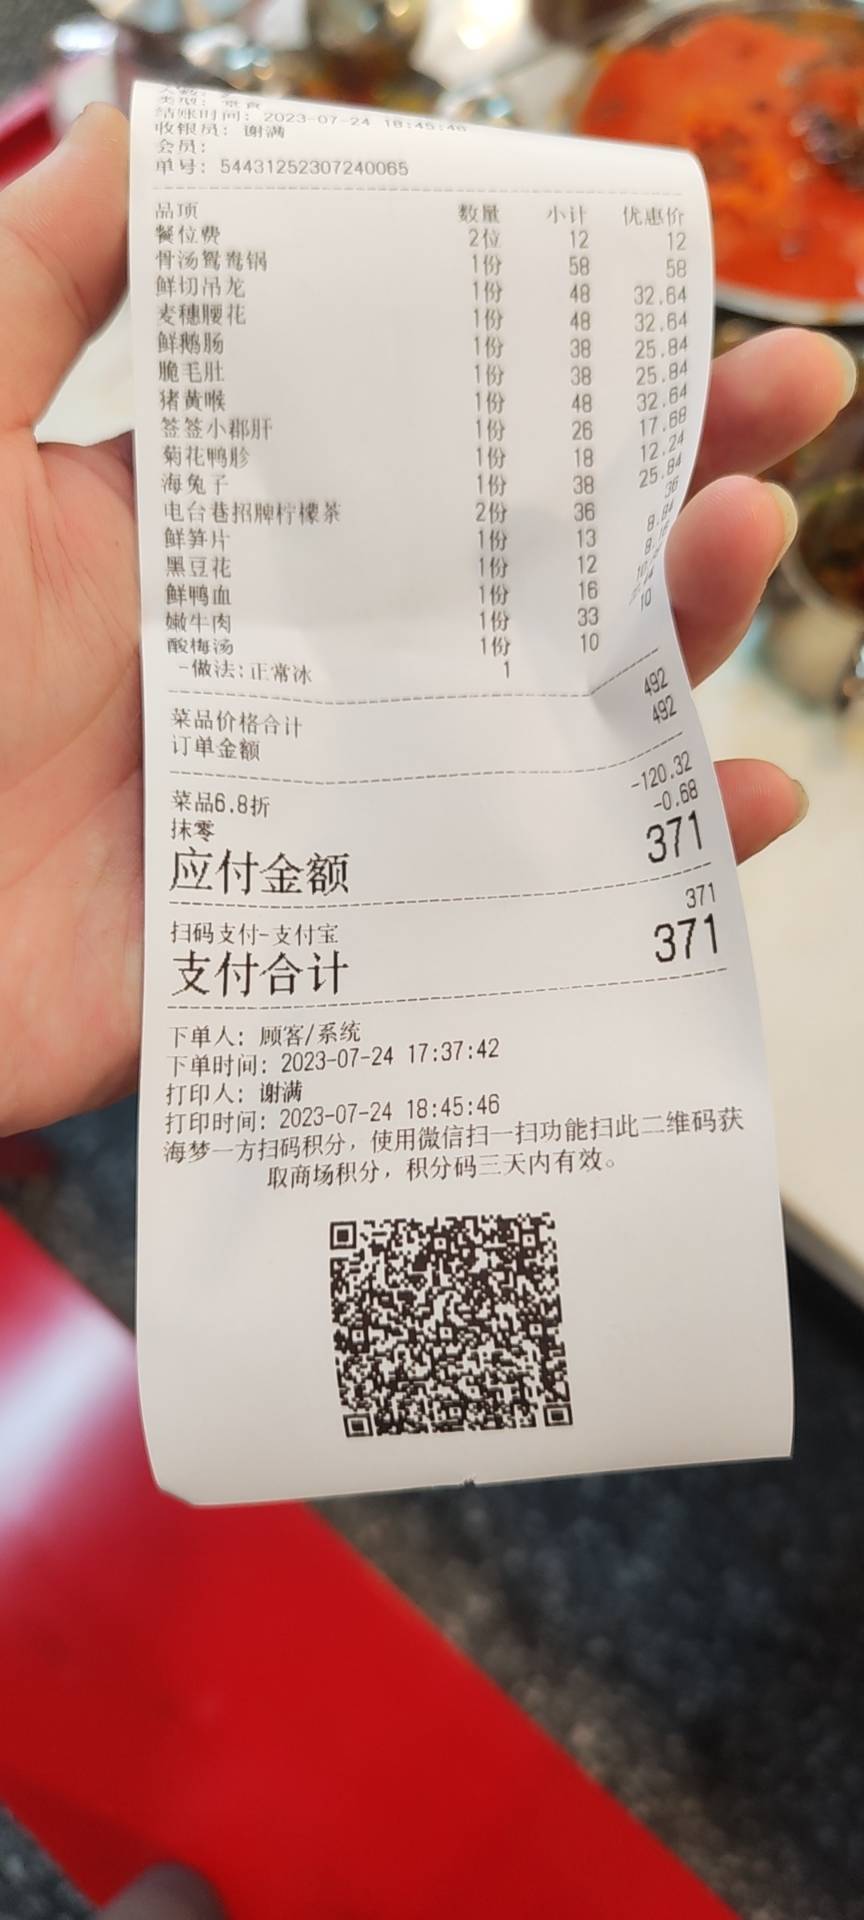 类型: 堂食
结账时间: 2023-07-24 18:45:46
收银员: 谢满
会员:
单号: 54431252307240065
品项 数量 小计 优惠价
餐位费 2位 12 12
骨汤鸳鸯锅 1份 58 58
鲜切吊龙 1份 48 32.64
麦穗腰花 1份 48 32.64
鲜鹅肠 1份 38 25.84
脆毛肚 1份 38 25.84
猪黄喉 1份 48 32.64
签签小郡肝 1份 26 17.68
菊花鸭胗 1份 18 12.24
海兔子 1份 38 25.84
电台巷招牌柠檬茶 2份 36 36
鲜笋片 1份 13 8.84
黑豆花 1份 12
鲜鸭血 1份 16
嫩牛肉 1份 33
酸梅汤 1份 10 10
-做法:正常冰 1
菜品价格合计 492
订单金额 492
菜品6.8折 -120.32
抹零 -0.68
应付金额 371
扫码支付-支付宝 371
支付合计 371
下单人: 顾客/系统
下单时间: 2023-07-24 17:37:42
打印人: 谢满
打印时间: 2023-07-24 18:45:46
海梦一方扫码积分，使用微信扫一扫功能扫此二维码获
取商场积分，积分码三天内有效。